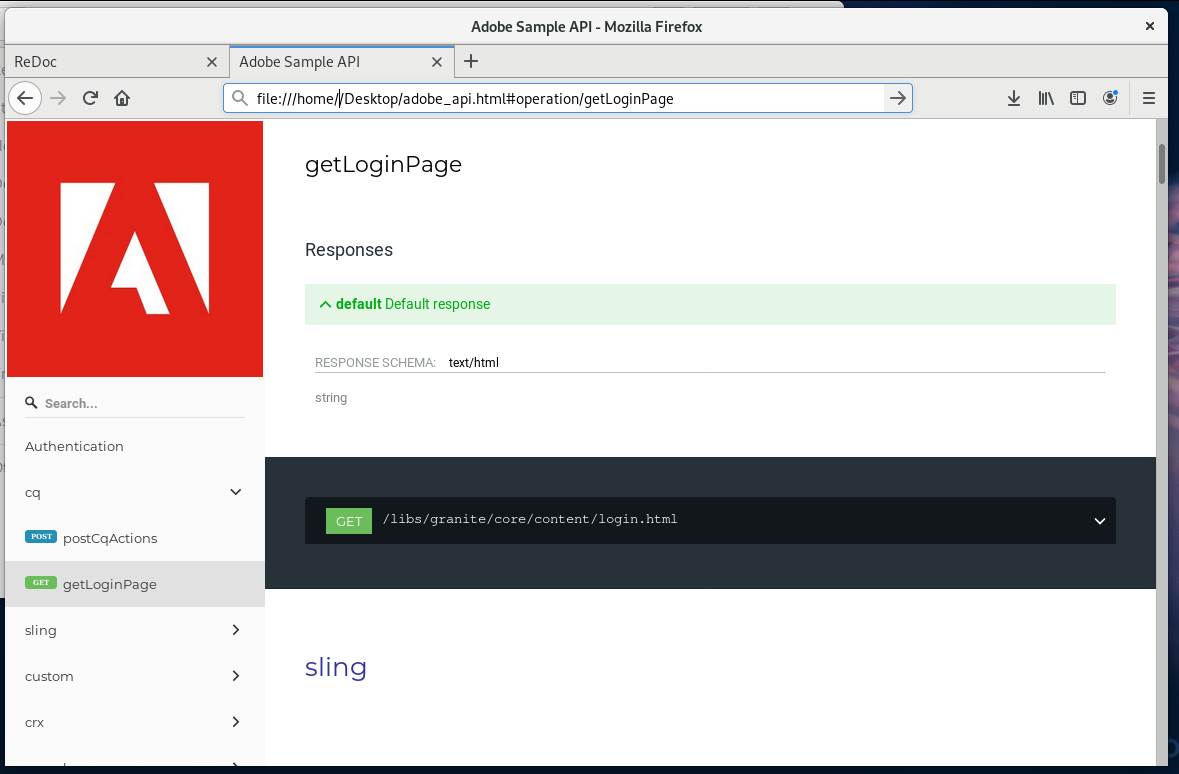 Adobe Sample API - Mozilla Firefox
ReDoc
Adobe Sample API
file:///home//Desktop/adobe_api.html#operation/getLoginPage
getLoginPage
Responses
default Default response
RESPONSE SCHEMA: text/html
string
Search...
Authentication
cq
POST postCqActions
GET getLoginPage
sling
custom
crx
GET /libs/granite/core/content/login.html
sling